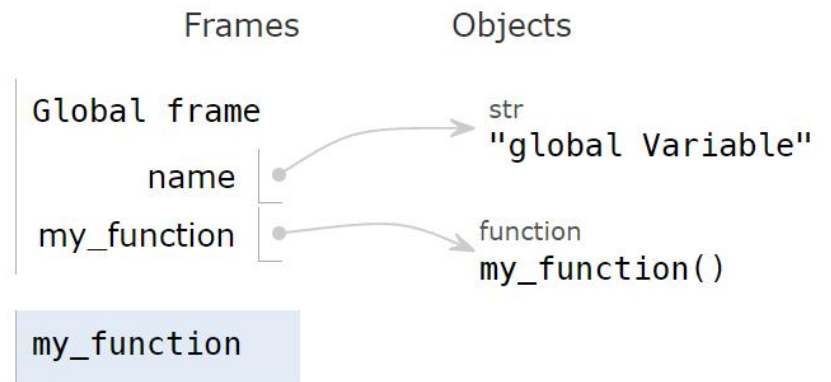 Frames Objects
Global frame
str
"global Variable"
name
my_function
function
my_function()
my_function